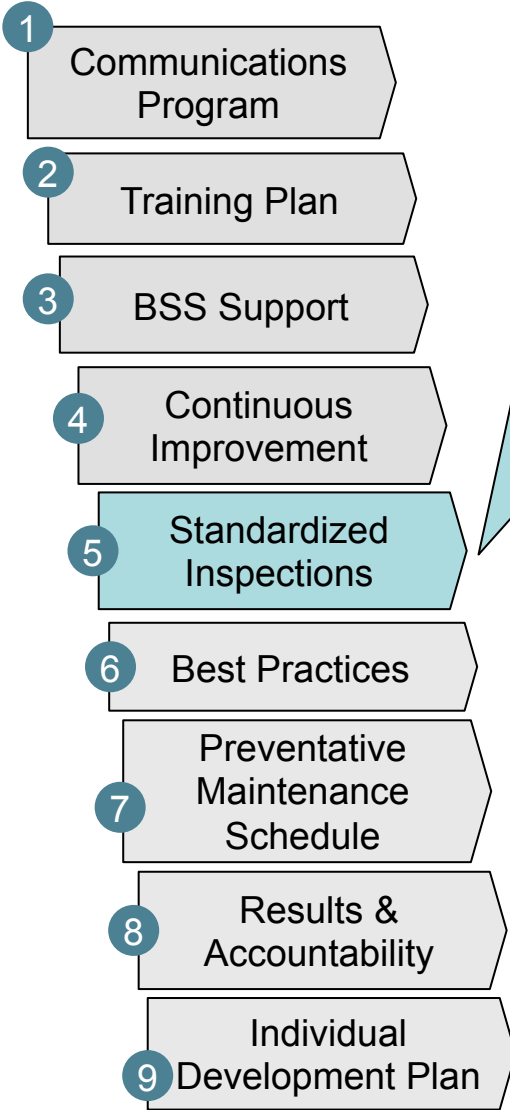 1
Communications
Program
2
Training Plan
3
BSS Support
4
Continuous
Improvement
5
Standardized
Inspections
6
Best Practices
7
Preventative
Maintenance
Schedule
8
Results &
Accountability
9
Individual
Development Plan